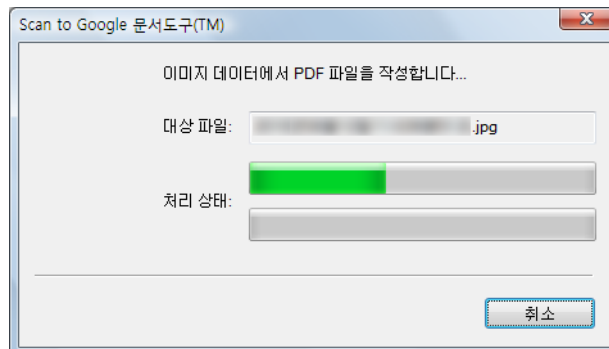 Scan to Google 문서도구(TM)
이미지 데이터에서 PDF 파일을 작성합니다...
대상 파일:
.jpg
처리 상태:
취소